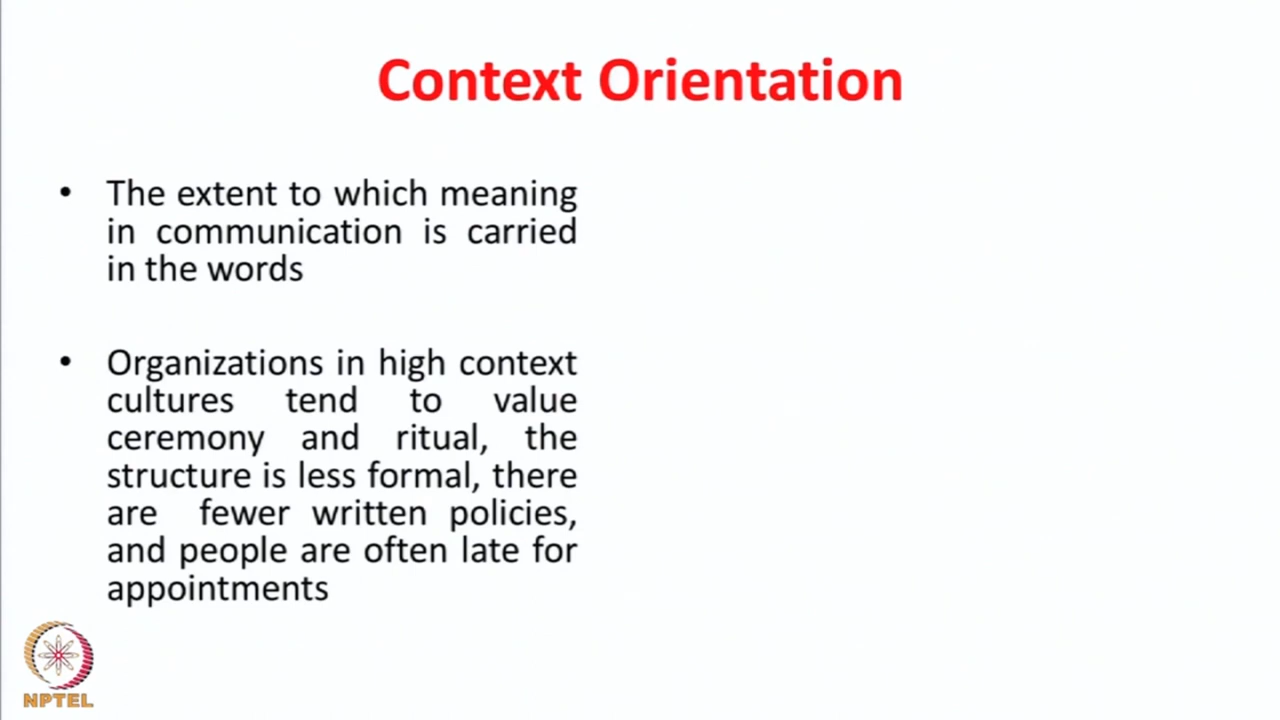 Context Orientation
• The extent to which meaning
in communication is carried
in the words
• Organizations in high context
cultures tend to value
ceremony and ritual, the
structure is less formal, there
are fewer written policies,
and people are often late for
appointments
NPTEL